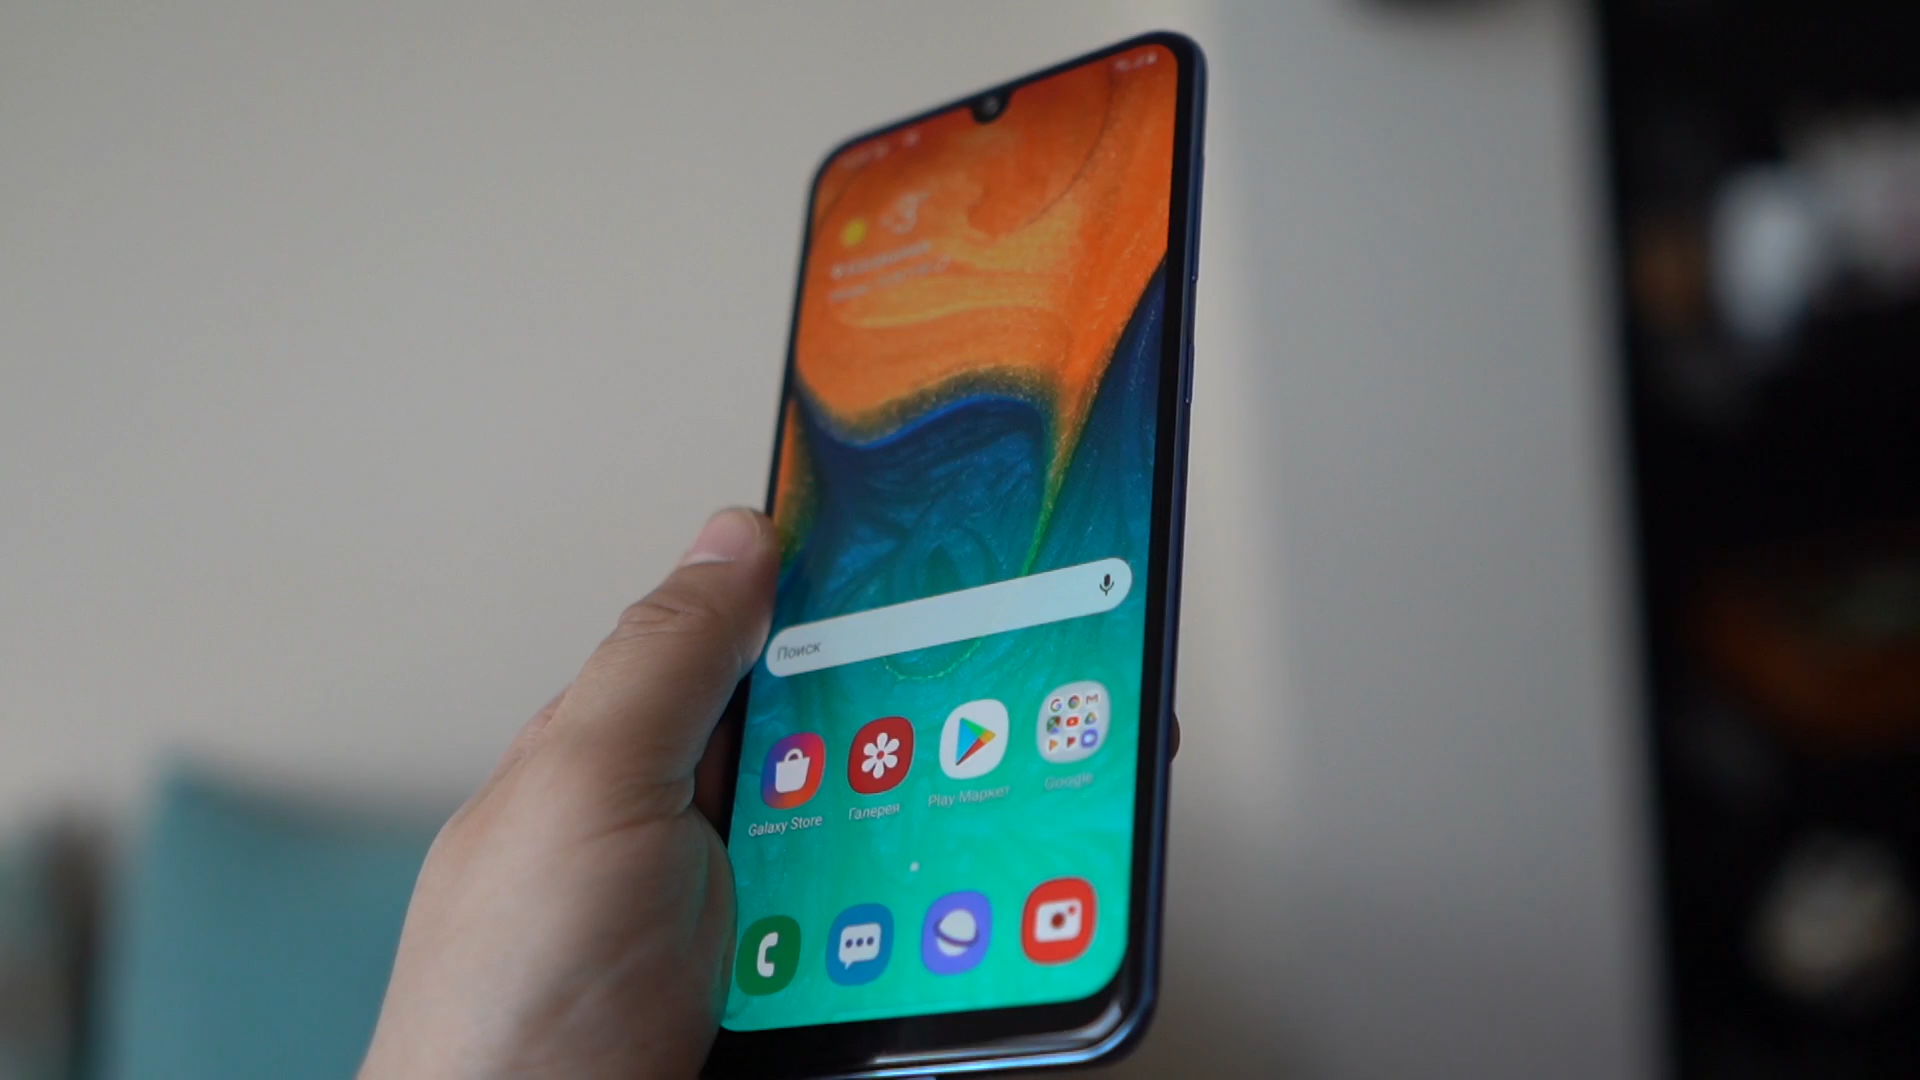 Поиск
Galaxy Store
Галерея
Play Маркет
Google